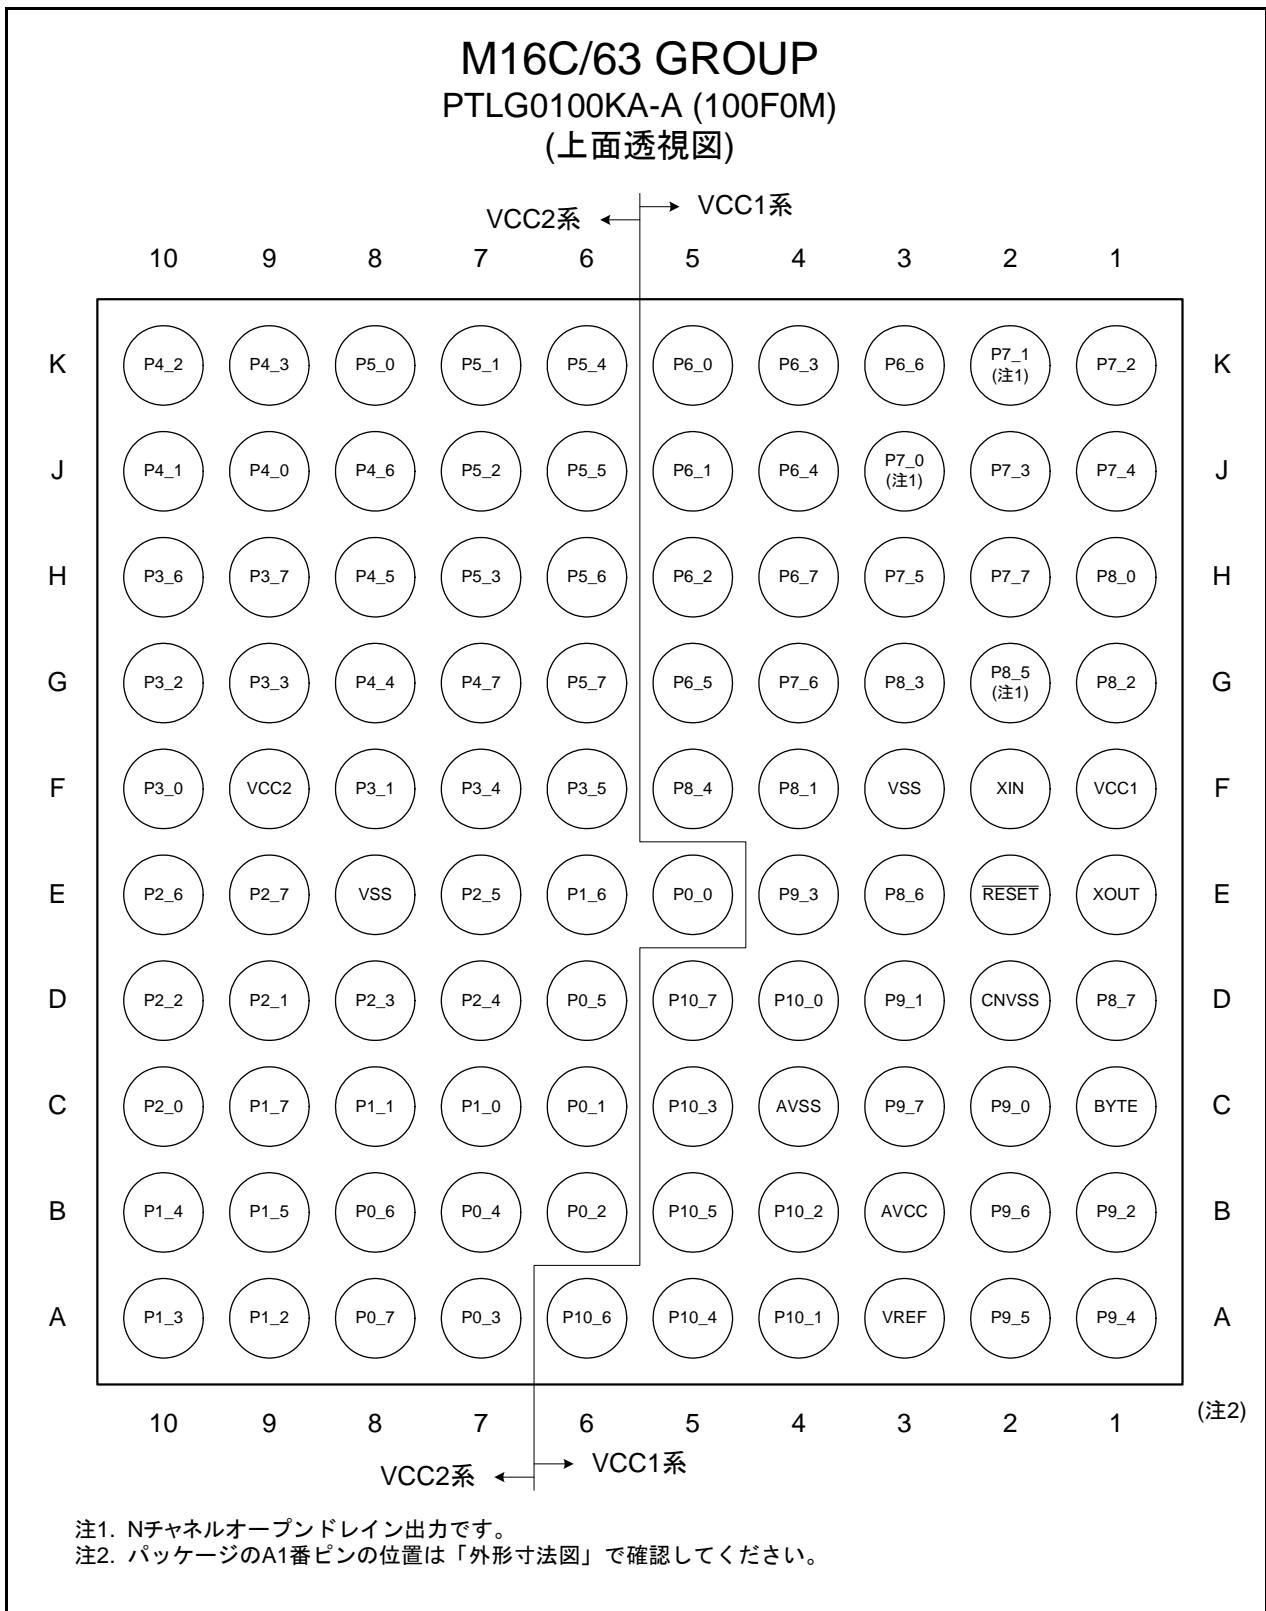 M16C/63 GROUP
PTLG0100KA-A (100F0M)
(上面透視図)
VCC2系 VCC1系
10 9 8 7 6 5 4 3 2 1
K P4_2 P4_3 P5_0 P5_1 P5_4 P6_0 P6_3 P6_6 P7_1 (注1) P7_2 K
J P4_1 P4_0 P4_6 P5_2 P5_5 P6_1 P6_4 P7_0 (注1) P7_3 P7_4 J
H P3_6 P3_7 P4_5 P5_3 P5_6 P6_2 P6_7 P7_5 P7_7 P8_0 H
G P3_2 P3_3 P4_4 P4_7 P5_7 P6_5 P7_6 P8_3 P8_5 (注1) P8_2 G
F P3_0 VCC2 P3_1 P3_4 P3_5 P8_4 P8_1 VSS XIN VCC1 F
E P2_6 P2_7 VSS P2_5 P1_6 P0_0 P9_3 P8_6 RESET XOUT E
D P2_2 P2_1 P2_3 P2_4 P0_5 P10_7 P10_0 P9_1 CNVSS P8_7 D
C P2_0 P1_7 P1_1 P1_0 P0_1 P10_3 AVSS P9_7 P9_0 BYTE C
B P1_4 P1_5 P0_6 P0_4 P0_2 P10_5 P10_2 AVCC P9_6 P9_2 B
A P1_3 P1_2 P0_7 P0_3 P10_6 P10_4 P10_1 VREF P9_5 P9_4 A
10 9 8 7 6 5 4 3 2 1 (注2)
VCC2系 VCC1系
注1. Nチャネルオープンドレイン出力です。
注2. パッケージのA1番ピンの位置は「外形寸法図」で確認してください。